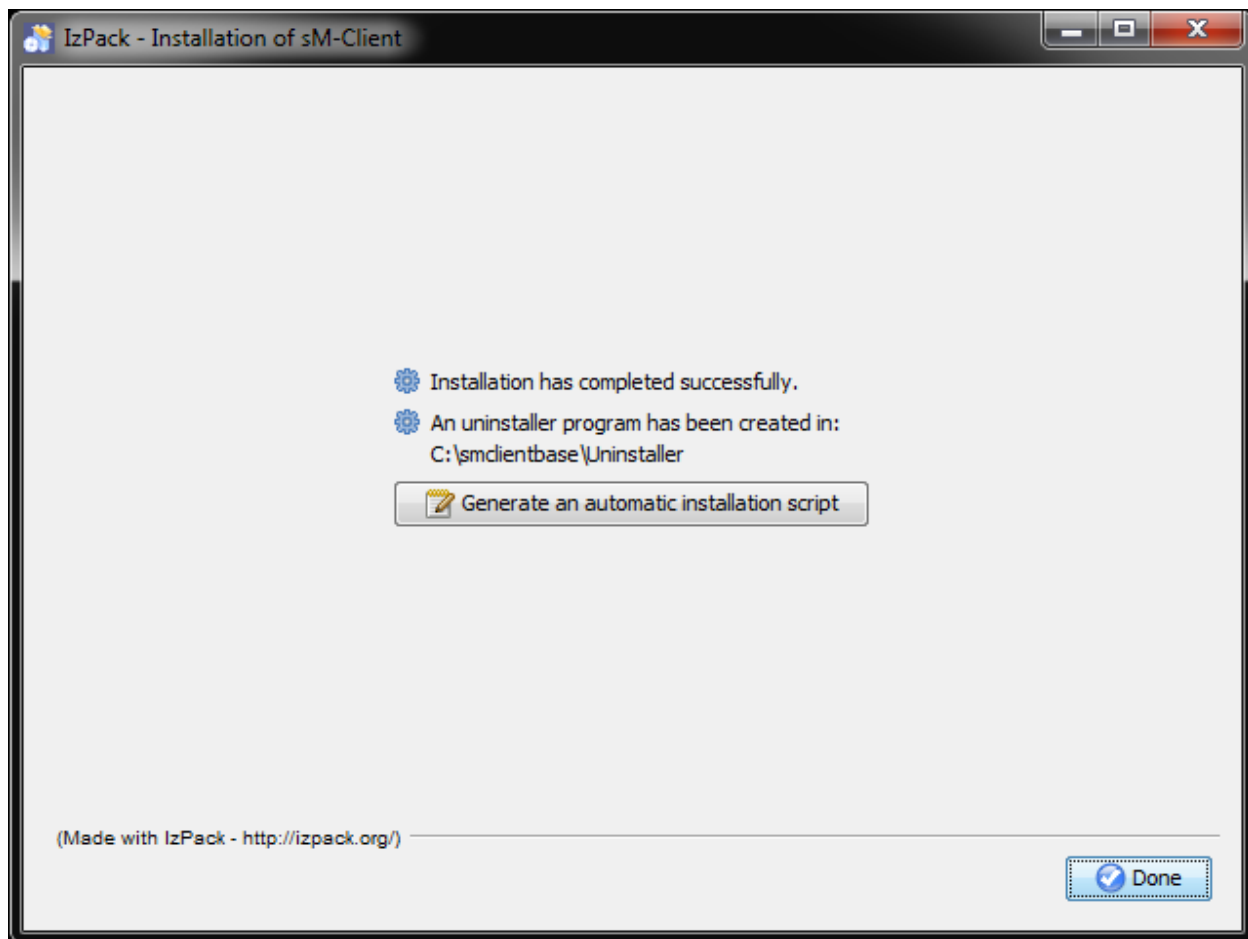 IzPack - Installation of sM-Client
Installation has completed successfully.
An uninstaller program has been created in:
C:\smclientbase\Uninstaller
Generate an automatic installation script
(Made with IzPack - http://izpack.org/)
Done